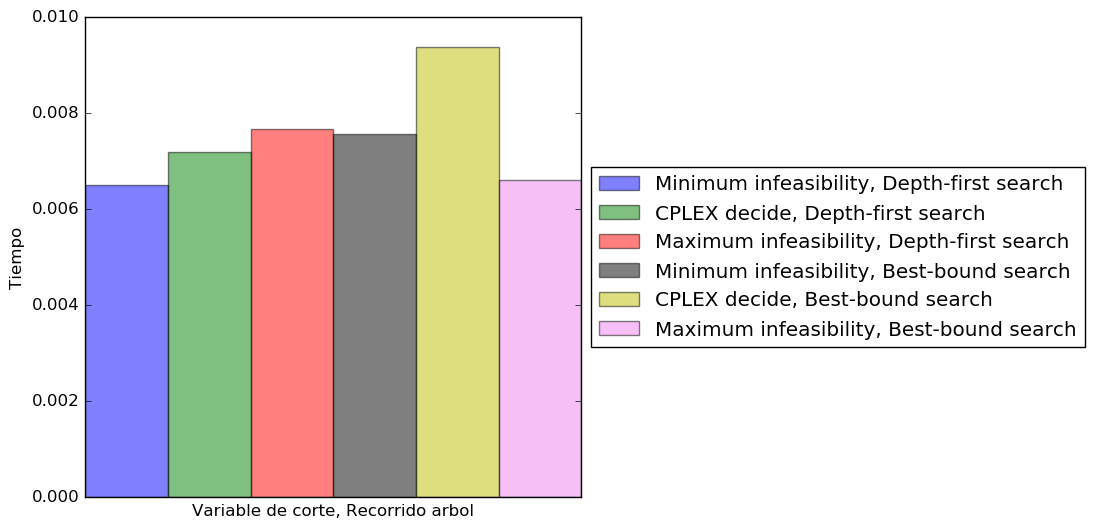 0.010
0.008
0.006
0.004
0.002
0.000
Tiempo
Variable de corte, Recorrido arbol
Minimum infeasibility, Depth-first search
CPLEX decide, Depth-first search
Maximum infeasibility, Depth-first search
Minimum infeasibility, Best-bound search
CPLEX decide, Best-bound search
Maximum infeasibility, Best-bound search